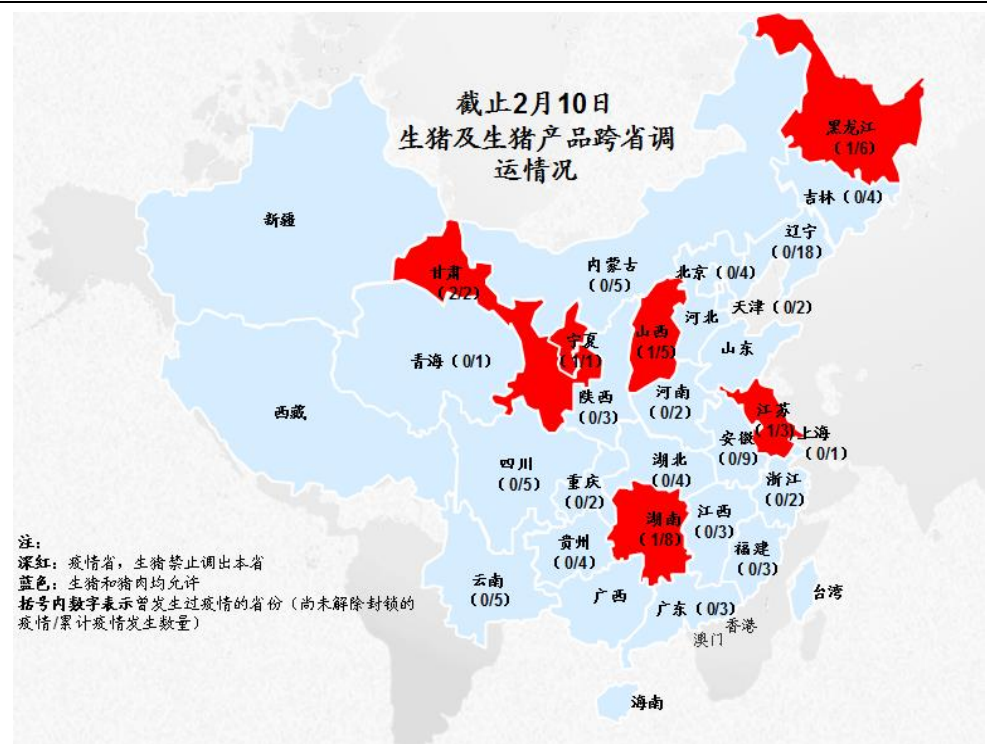 截止2月10日
生猪及生猪产品跨省调
运情况
黑龙江
(1/6)
吉林 (0/4)
辽宁
(0/18)
新疆
内蒙古
(0/5)
北京 (0/4)
甘肃
(2/2)
天津 (0/2)
河北
宁夏
(1/1)
山西
(1/5)
山东
青海 (0/1)
陕西
(0/3)
河南
(0/2)
江苏
(1/3)
西藏
安徽
(0/9)
上海
(0/1)
四川
(0/5)
重庆
(0/2)
湖北
(0/4)
浙江
(0/2)
湖南
(1/8)
江西
(0/3)
贵州
(0/4)
福建
(0/3)
云南
(0/5)
广西
广东 (0/3)
台湾
香港
澳门
海南
注：
深红：疫情省，生猪禁止调出本省
蓝色：生猪和猪肉均允许
括号内数字表示曾发生过疫情的省份（尚未解除封锁的
疫情/累计疫情发生数量）